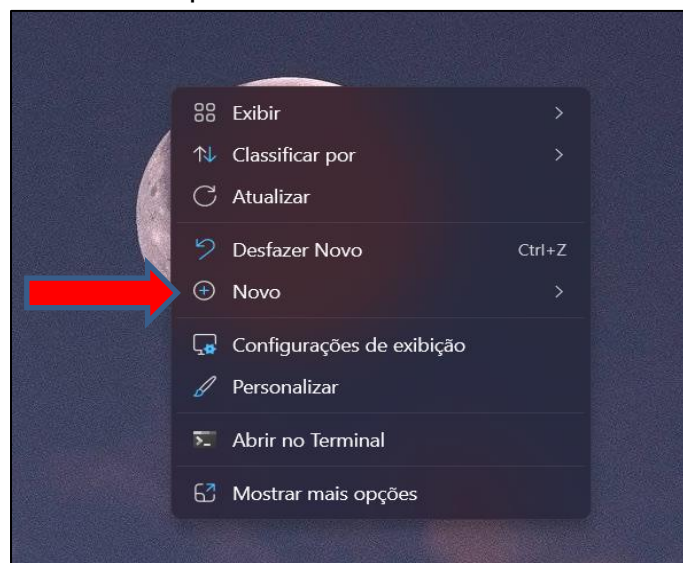 Exibir
Classificar por
Atualizar
Desfazer Novo Ctrl+Z
Novo
Configurações de exibição
Personalizar
Abrir no Terminal
Mostrar mais opções